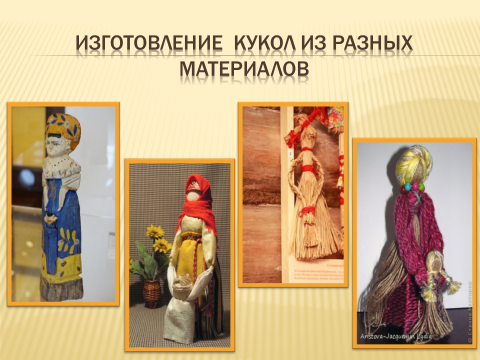 ИЗГОТОВЛЕНИЕ КУКОЛ ИЗ РАЗНЫХ
МАТЕРИАЛОВ